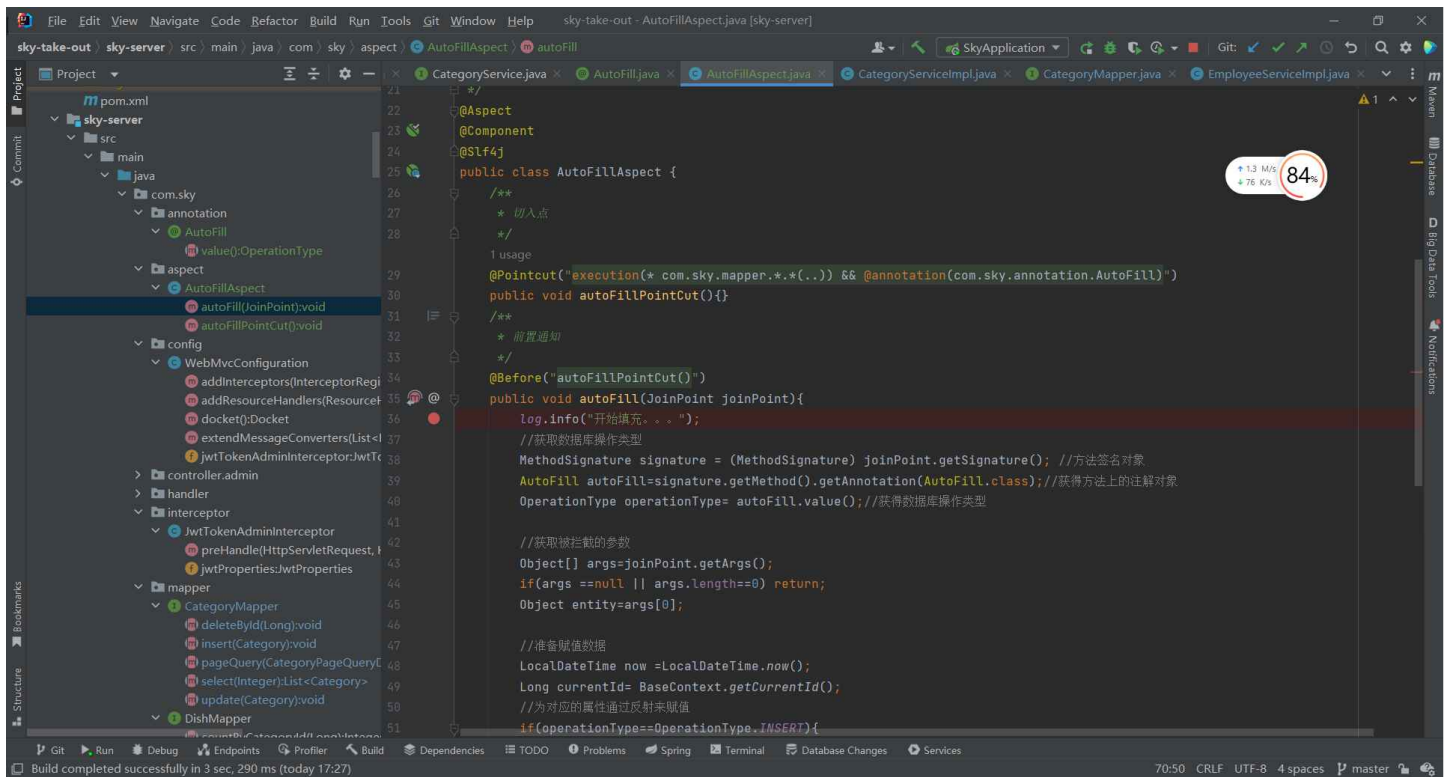 File Edit View Navigate Code Refactor Build Run Tools Git Window Help sky-take-out - AutoFillAspect.java [sky-server]
sky-take-out sky-server src main java com sky aspect AutoFillAspect autoFill SkyApplication Git:
Project CategoryService.java AutoFill.java AutoFillAspect.java CategoryServiceImpl.java CategoryMapper.java EmployeeServiceImpl.java
Project
Commit
Bookmarks
Structure
pom.xml
sky-server
src
main
java
com.sky
annotation
AutoFill
value():OperationType
aspect
AutoFillAspect
autoFill(JoinPoint):void
autoFillPointCut():void
config
WebMvcConfiguration
addInterceptors(InterceptorRegi
addResourceHandlers(ResourceH
docket():Docket
extendMessageConverters(List<
jwtTokenAdminInterceptor:JwtTo
controller.admin
handler
interceptor
JwtTokenAdminInterceptor
preHandle(HttpServletRequest, H
jwtProperties:JwtProperties
mapper
CategoryMapper
deleteById(Long):void
insert(Category):void
pageQuery(CategoryPageQueryD
select(Integer):List<Category>
update(Category):void
DishMapper
countByCategoryId(Long):Intege
21 */
22 @Aspect
23 @Component
24 @Slf4j
25 public class AutoFillAspect {
26 /**
27 * 切入点
28 */
1 usage
29 @Pointcut("execution(* com.sky.mapper.*.*(..)) && @annotation(com.sky.annotation.AutoFill)")
30 public void autoFillPointCut(){}
31 /**
32 * 前置通知
33 */
34 @Before("autoFillPointCut()")
35 @ public void autoFill(JoinPoint joinPoint){
36 log.info("开始填充。。。");
37 //获取数据库操作类型
38 MethodSignature signature = (MethodSignature) joinPoint.getSignature(); //方法签名对象
39 AutoFill autoFill=signature.getMethod().getAnnotation(AutoFill.class);//获得方法上的注解对象
40 OperationType operationType= autoFill.value();//获得数据库操作类型
41
42 //获取被拦截的参数
43 Object[] args=joinPoint.getArgs();
44 if(args ==null || args.length==0) return;
45 Object entity=args[0];
46
47 //准备赋值数据
48 LocalDateTime now =LocalDateTime.now();
49 Long currentId= BaseContext.getCurrentId();
50 //为对应的属性通过反射来赋值
51 if(operationType==OperationType.INSERT){
1
1.3 M/s
76 K/s
84%
m Maven
Database
D Big Data Tools
Notifications
Git Run Debug Endpoints Profiler Build Dependencies TODO Problems Spring Terminal Database Changes Services
Build completed successfully in 3 sec, 290 ms (today 17:27) 70:50 CRLF UTF-8 4 spaces master